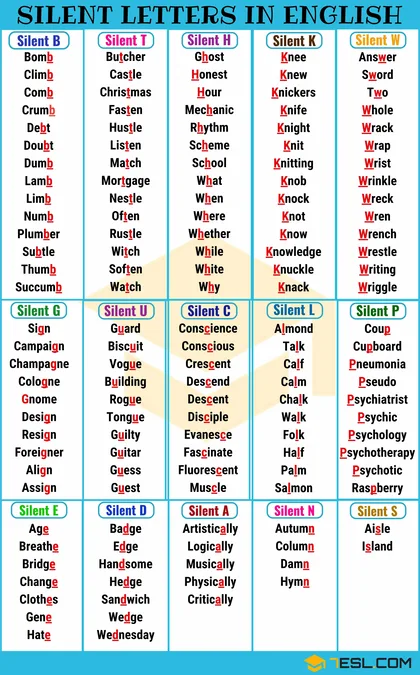 SILENT LETTERS IN ENGLISH
Silent B
Bomb
Climb
Comb
Crumb
Debt
Doubt
Dumb
Lamb
Limb
Numb
Plumber
Subtle
Thumb
Succumb
Silent T
Butcher
Castle
Christmas
Fasten
Hustle
Listen
Match
Mortgage
Nestle
Often
Rustle
Witch
Soften
Watch
Silent H
Ghost
Honest
Hour
Mechanic
Rhythm
Scheme
School
What
When
Where
Whether
While
White
Why
Silent K
Knee
Knew
Knickers
Knife
Knight
Knit
Knitting
Knob
Knock
Knot
Know
Knowledge
Knuckle
Knack
Silent W
Answer
Sword
Two
Whole
Wrack
Wrap
Wrist
Wrinkle
Wreck
Wren
Wrench
Wrestle
Writing
Wriggle
Silent G
Sign
Campaign
Champagne
Cologne
Gnome
Design
Resign
Foreigner
Align
Assign
Silent U
Guard
Biscuit
Vogue
Building
Rogue
Tongue
Guilty
Guitar
Guess
Guest
Silent C
Conscience
Conscious
Crescent
Descend
Descent
Disciple
Evanesce
Fascinate
Fluorescent
Muscle
Silent L
Almond
Talk
Calf
Calm
Chalk
Walk
Folk
Half
Palm
Salmon
Silent P
Coup
Cupboard
Pneumonia
Pseudo
Psychiatrist
Psychic
Psychology
Psychotherapy
Psychotic
Raspberry
Silent E
Age
Breathe
Bridge
Change
Clothes
Gene
Hate
Silent D
Badge
Edge
Handsome
Hedge
Sandwich
Wedge
Wednesday
Silent A
Artistically
Logically
Musically
Physically
Critically
Silent N
Autumn
Column
Damn
Hymn
Silent S
Aisle
Island
7ESL.COM